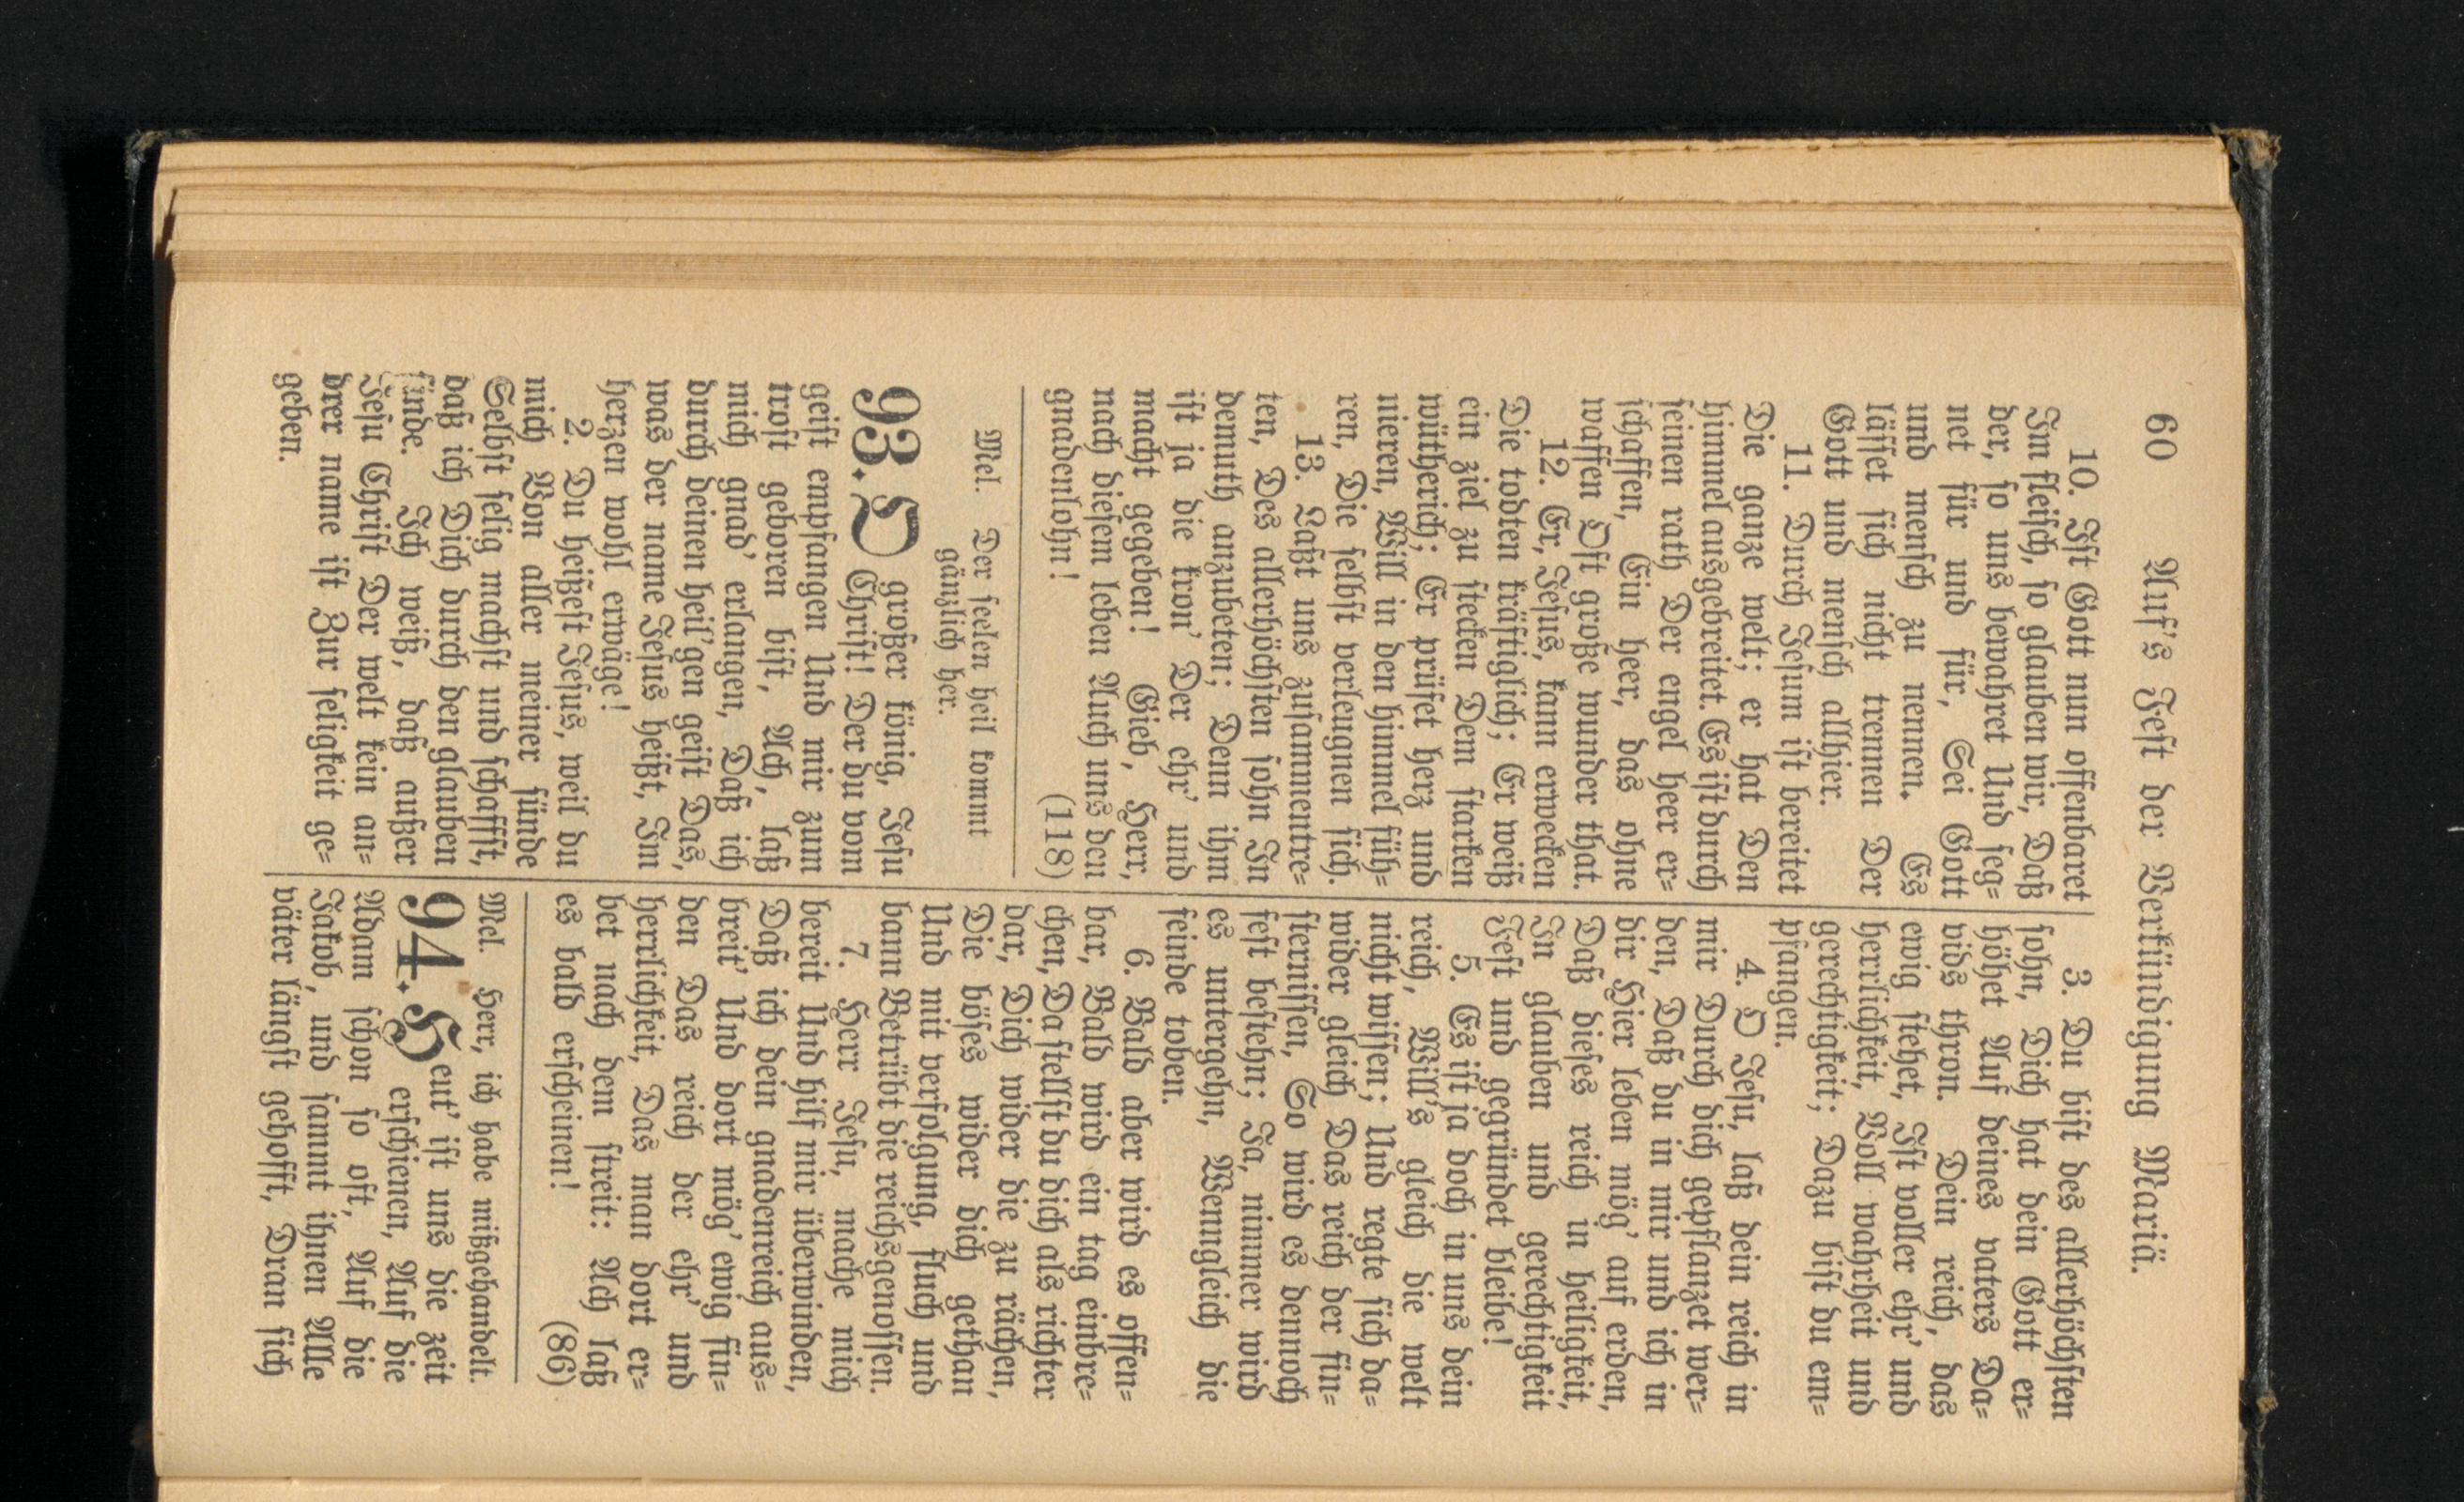 60 Auf's Fest der Verkündigung Mariä.
10. Ist Gott nun offenbaret
Im fleisch, so glauben wir, Daß
der, so uns bewahret Und seg=
net für und für, Sei Gott
und mensch zu nennen. Es
lässet sich nicht trennen Der
Gott und mensch allhier.
11. Durch Jesum ist bereitet
Die ganze welt; er hat Den
himmel ausgebreitet. Es ist durch
seinen rath Der engel heer er=
schaffen, Ein heer, das ohne
waffen Oft große wunder that.
12. Er, Jesus, kann erwecken
Die todten kräftiglich; Er weiß
ein ziel zu stecken Dem starken
wütherich; Er prüfet herz und
nieren, Will in den himmel füh=
ren, Die selbst verleugnen sich.
13. Laßt uns zusammentre=
ten, Des allerhöchsten sohn In
demuth anzubeten; Denn ihm
ist ja die kron' Der ehr' und
macht gegeben! Gieb, Herr,
nach diesem leben Auch uns den
gnadenlohn! (118)
Mel. Der seelen heil kommt
gänzlich her.
93. O großer könig, Jesu
Christ! Der du vom
geist empfangen Und mir zum
trost geboren bist, Ach, laß
mich gnad' erlangen, Daß ich
durch deinen heil'gen geist Das,
was der name Jesus heißt, Im
herzen wohl erwäge!
2. Du heißest Jesus, weil du
mich Von aller meiner sünde
Selbst selig machst und schaffst,
daß ich Dich durch den glauben
finde. Ich weiß, daß außer
Jesu Christ Der welt kein an=
drer name ist Zur seligkeit ge=
geben.
3. Du bist des allerhöchsten
sohn, Dich hat dein Gott er=
höhet Auf deines vaters Da=
vids thron. Dein reich, das
ewig stehet, Ist voller ehr' und
herrlichkeit, Voll wahrheit und
gerechtigkeit; Dazu bist du em=
pfangen.
4. O Jesu, laß dein reich in
mir Durch dich gepflanzet wer=
den, Daß du in mir und ich in
dir Hier leben mög' auf erden,
Daß dieses reich in heiligkeit,
In glauben und gerechtigkeit
Fest und gegründet bleibe!
5. Es ist ja doch in uns dein
reich, Will's gleich die welt
nicht wissen; Und regte sich da=
wider gleich Das reich der fin=
sternissen, So wird es dennoch
fest bestehn; Ja, nimmer wird
es untergehn, Wenngleich die
feinde toben.
6. Bald aber wird es offen=
bar, Bald wird ein tag einbre=
chen, Da stellst du dich als richter
dar, Dich wider die zu rächen,
Die böses wider dich gethan
Und mit verfolgung, fluch und
bann Betrübt die reichsgenossen.
7. Herr Jesu, mache mich
bereit Und hilf mir überwinden,
Daß ich dein gnadenreich aus=
breit' Und dort mög' ewig fin=
den Das reich der ehr' und
herrlichkeit, Das man dort er=
bet nach dem streit: Ach laß
es bald erscheinen! (86)
Mel. Herr, ich habe mißgehandelt.
94. Heut' ist uns die zeit
erschienen, Auf die
Adam schon so oft, Auf die
Jakob, und sammt ihnen Alle
väter längst gehofft, Dran sich